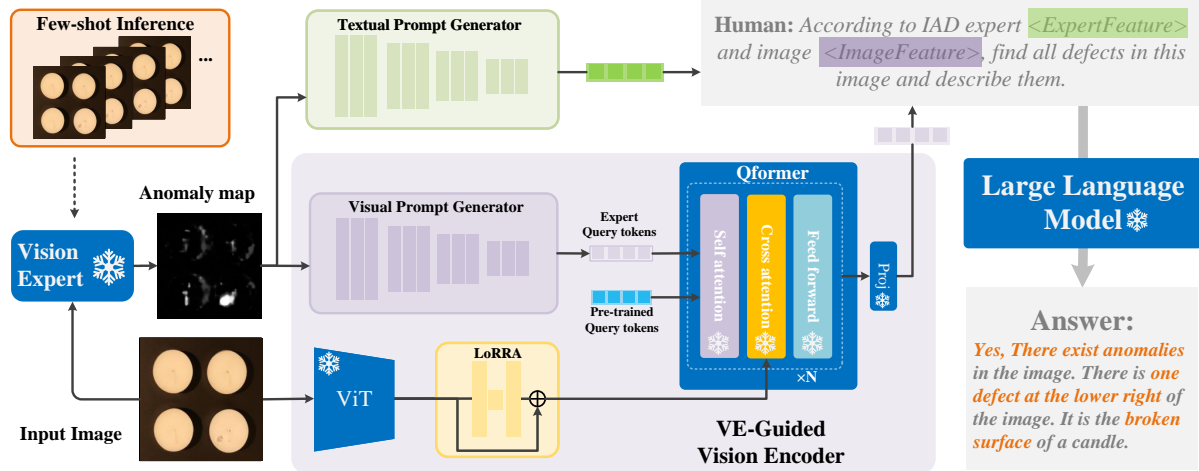 Few-shot Inference
...
Textual Prompt Generator
Human: According to IAD expert <ExpertFeature>
and image <ImageFeature>, find all defects in this
image and describe them.
Anomaly map
Vision
Expert
Visual Prompt Generator
Expert
Query tokens
Pre-trained
Query tokens
Qformer
Self attention
Cross attention
Feed forward
×N
Proj
Large Language
Model
Input Image
ViT
LoRRA
VE-Guided
Vision Encoder
Answer:
Yes, There exist anomalies
in the image. There is one
defect at the lower right of
the image. It is the broken
surface of a candle.